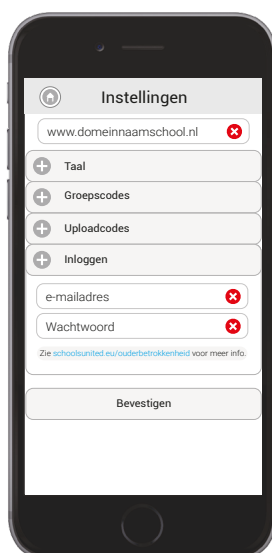 Instellingen
www.domeinnaamschool.nl
Taal
Groepscodes
Uploadcodes
Inloggen
e-mailadres
Wachtwoord
Zie schoolsunited.eu/ouderbetrokkenheid voor meer info.
Bevestigen